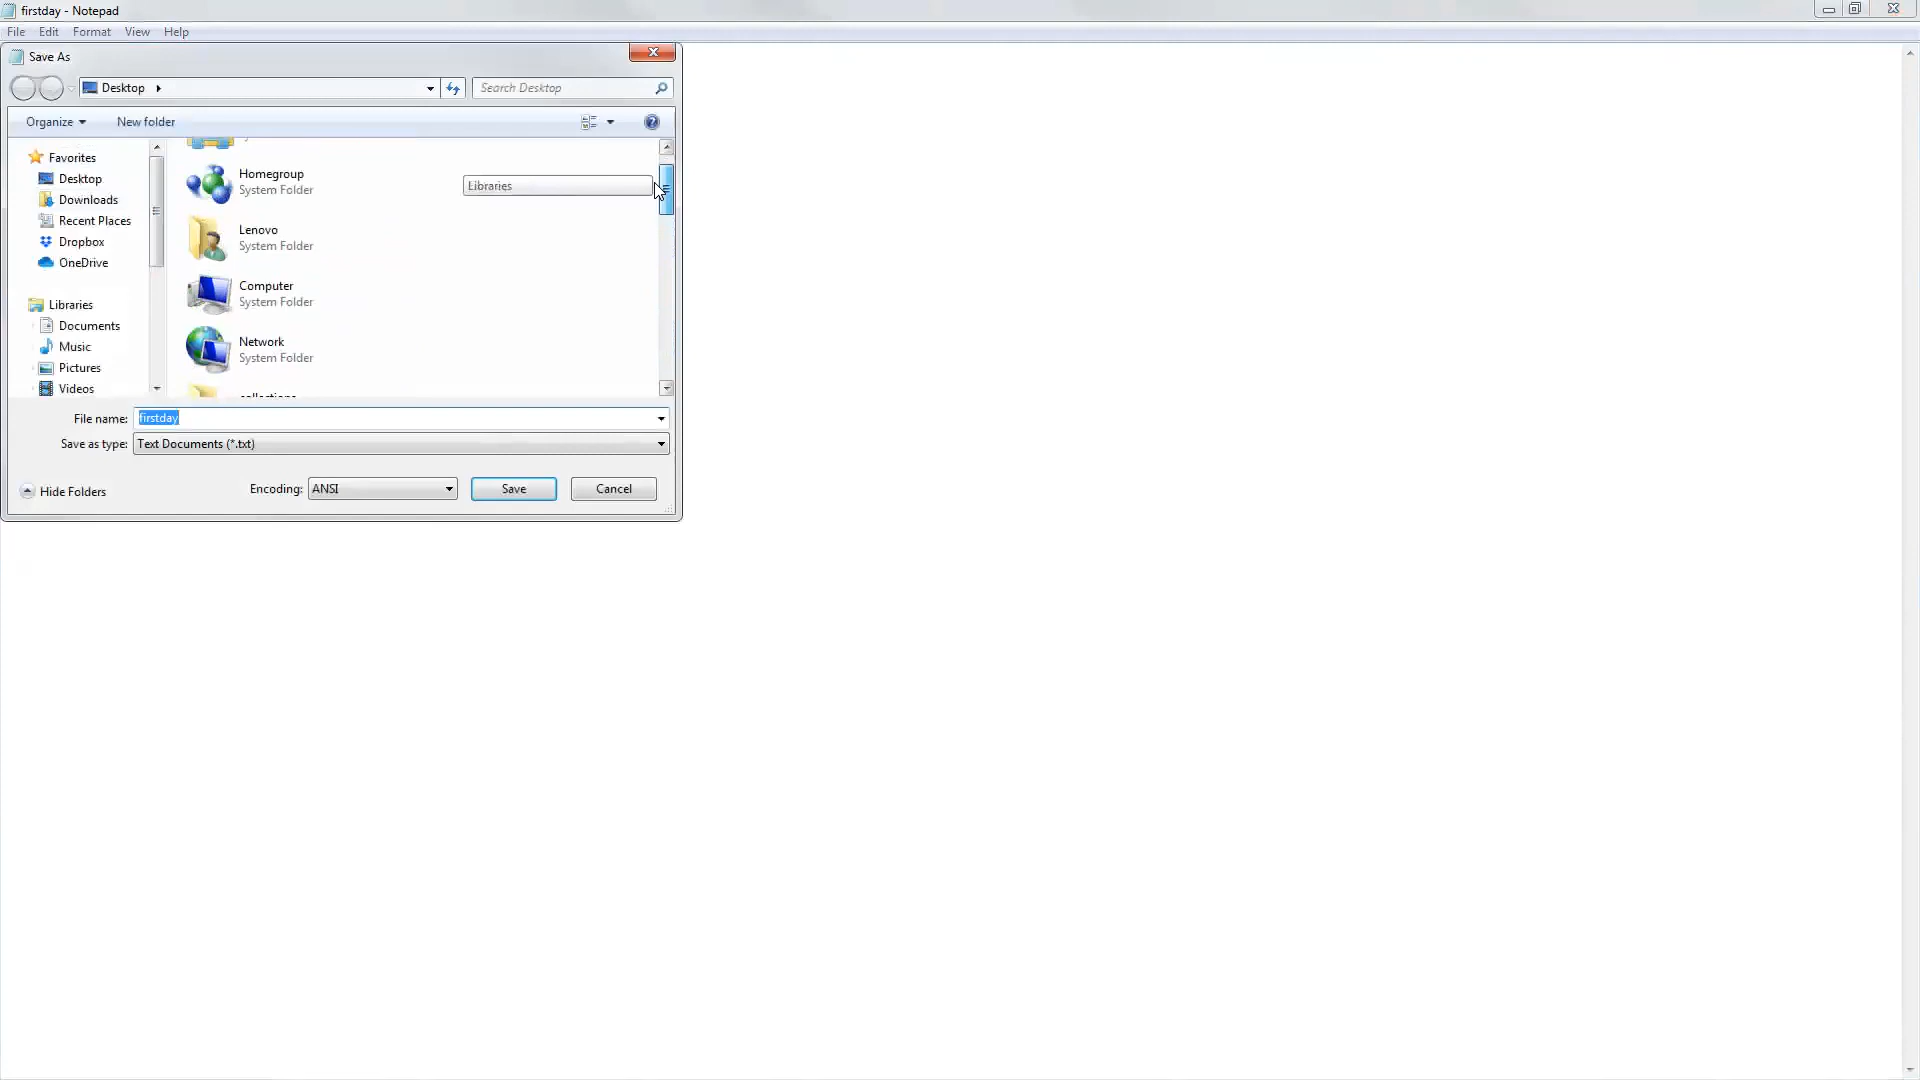 firstday - Notepad
File Edit Format View Help
Save As
Desktop
Search Desktop
Organize New folder
Favorites
Desktop
Downloads
Recent Places
Dropbox
OneDrive
Libraries
Documents
Music
Pictures
Videos
Homegroup
System Folder
Libraries
Lenovo
System Folder
Computer
System Folder
Network
System Folder
collections
File name: firstday
Save as type: Text Documents (*.txt)
Hide Folders Encoding: ANSI Save Cancel